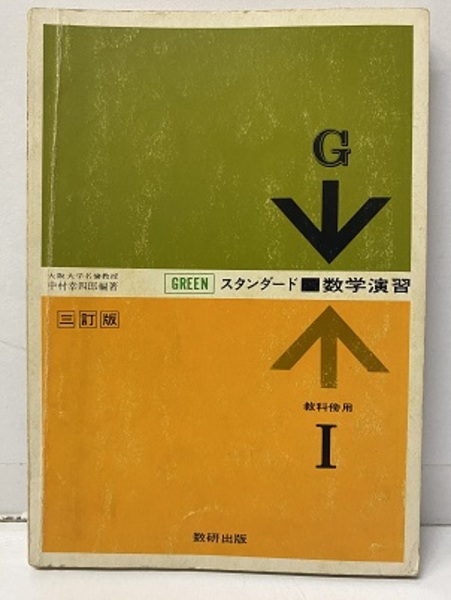 G
大阪大学名誉教授
中村幸四郎編著
GREEN スタンダード 数学演習
三訂版
教科傍用
I
数研出版